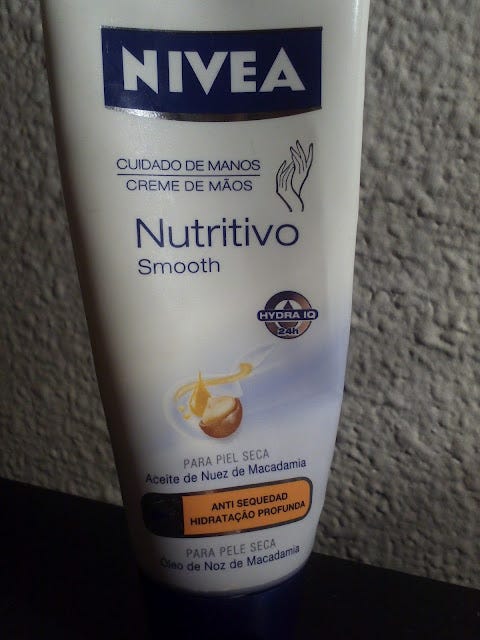 NIVEA
CUIDADO DE MANOS
CREME DE MÃOS
Nutritivo
Smooth
HYDRA IQ
24h
PARA PIEL SECA
Aceite de Nuez de Macadamia
ANTI SEQUEDAD
HIDRATAÇÃO PROFUNDA
PARA PELE SECA
Óleo de Noz de Macadamia